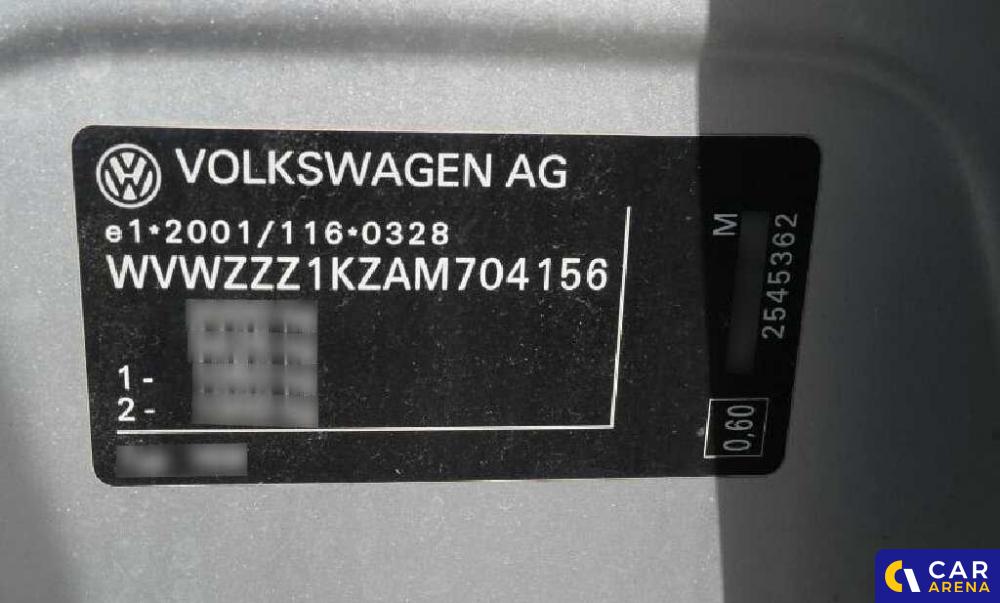 VOLKSWAGEN AG
e1*2001/116*0328
WVWZZZ1KZAM704156
1-
2-
M
2545362
0,60
CAR
ARENA